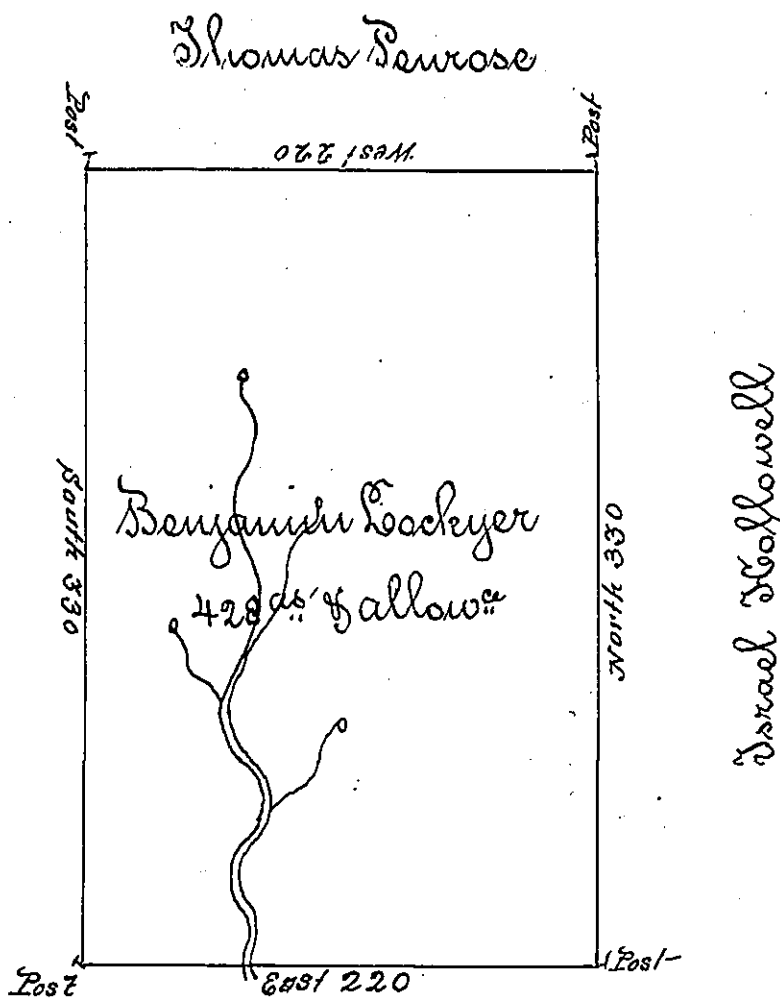 Thomas Penrose
Post
Post
West 220
South 330
Benjamin Lockyer
428 as' & allowce
North 330
Israel Hallowell
Post
East 220
Post